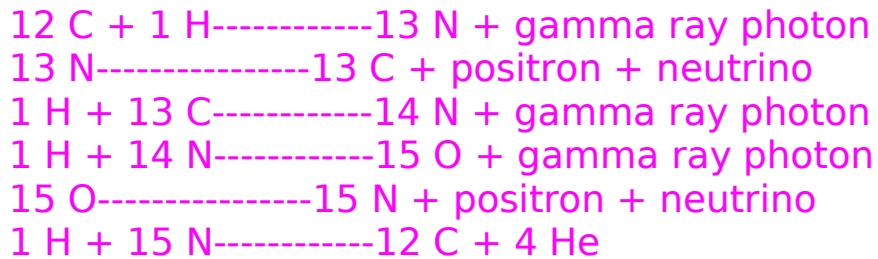 12 C + 1 H------------13 N + gamma ray photon
13 N----------------13 C + positron + neutrino
1 H + 13 C------------14 N + gamma ray photon
1 H + 14 N------------15 O + gamma ray photon
15 O----------------15 N + positron + neutrino
1 H + 15 N------------12 C + 4 He